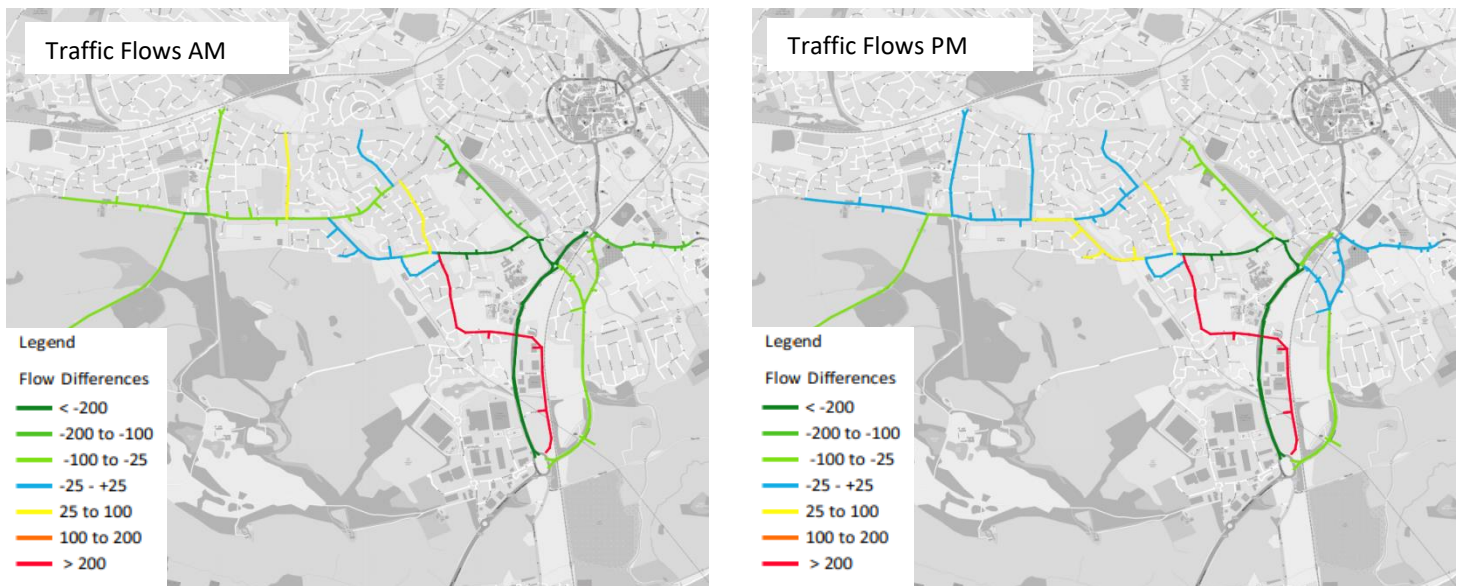 Traffic Flows AM
Legend
Flow Differences
< -200
-200 to -100
-100 to -25
-25 - +25
25 to 100
100 to 200
> 200
Traffic Flows PM
Legend
Flow Differences
< -200
-200 to -100
-100 to -25
-25 - +25
25 to 100
100 to 200
> 200